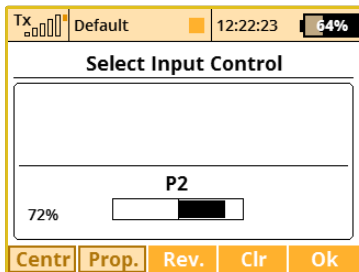 Tx Default 12:22:23 64%
Select Input Control
P2
72%
Centr Prop. Rev. Clr Ok